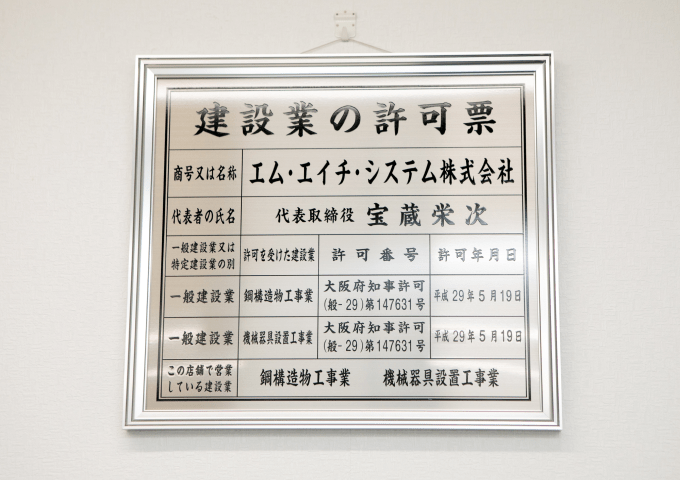 建設業の許可票
商号又は名称 エム・エイチ・システム株式会社
代表者の氏名 代表取締役 宝蔵栄次
一般建設業又は
特定建設業の別 許可を受けた建設業 許可番号 許可年月日
一般建設業 鋼構造物工事業 大阪府知事許可
(般-29)第147631号 平成29年5月19日
一般建設業 機械器具設置工事業 大阪府知事許可
(般-29)第147631号 平成29年5月19日
この店舗で営業
している建設業 鋼構造物工事業 機械器具設置工事業